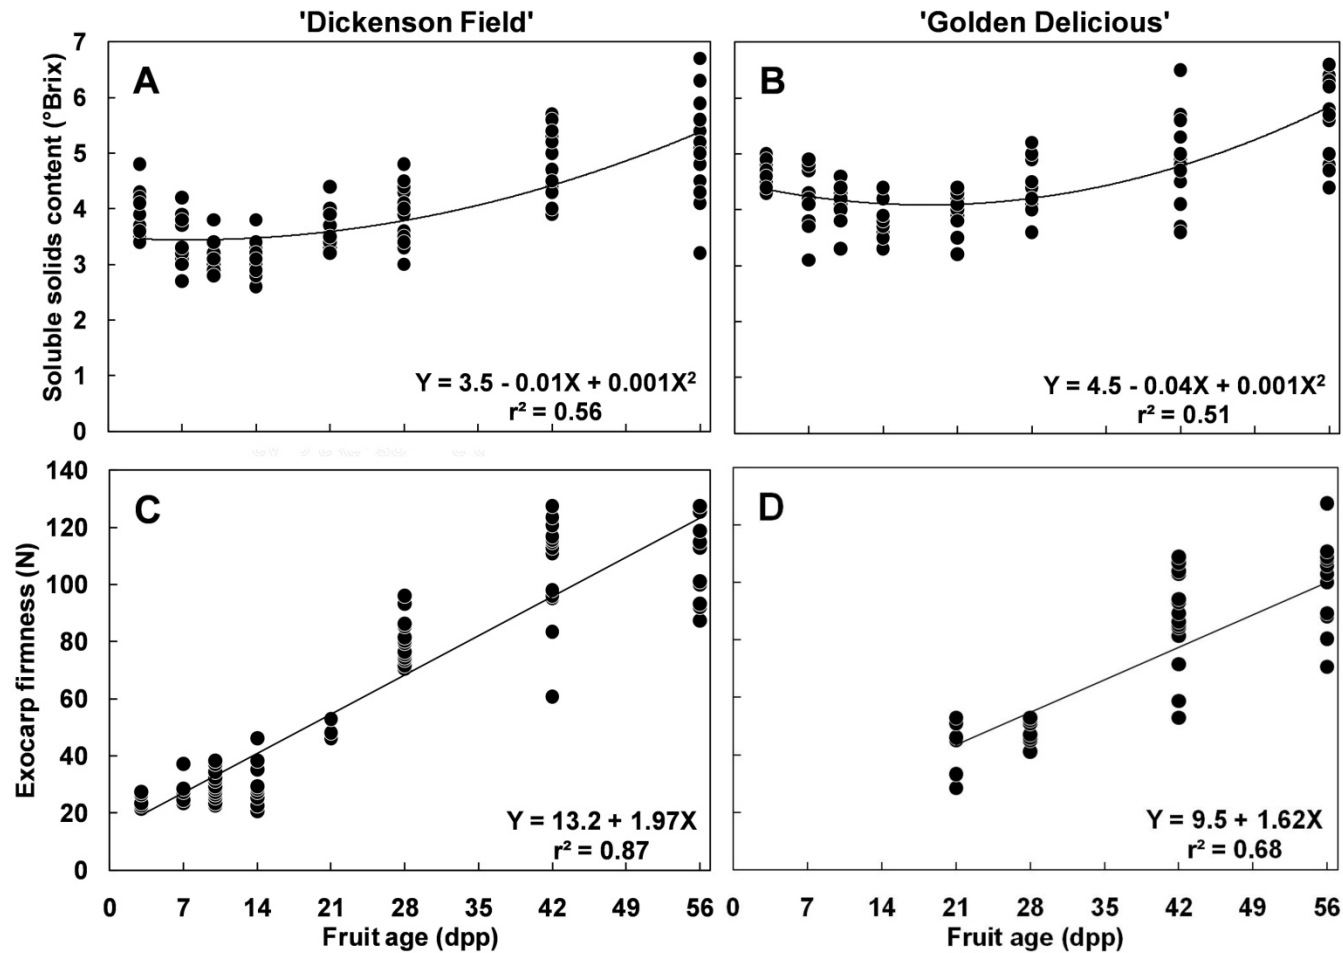 'Dickenson Field'
'Golden Delicious'
7
6
5
4
3
2
1
0
Soluble solids content (°Brix)
A
Y = 3.5 - 0.01X + 0.001X²
r² = 0.56
B
Y = 4.5 - 0.04X + 0.001X²
r² = 0.51
140
120
100
80
60
40
20
0
Exocarp firmness (N)
C
Y = 13.2 + 1.97X
r² = 0.87
D
Y = 9.5 + 1.62X
r² = 0.68
0 7 14 21 28 35 42 49 56
0 7 14 21 28 35 42 49 56
Fruit age (dpp)
Fruit age (dpp)